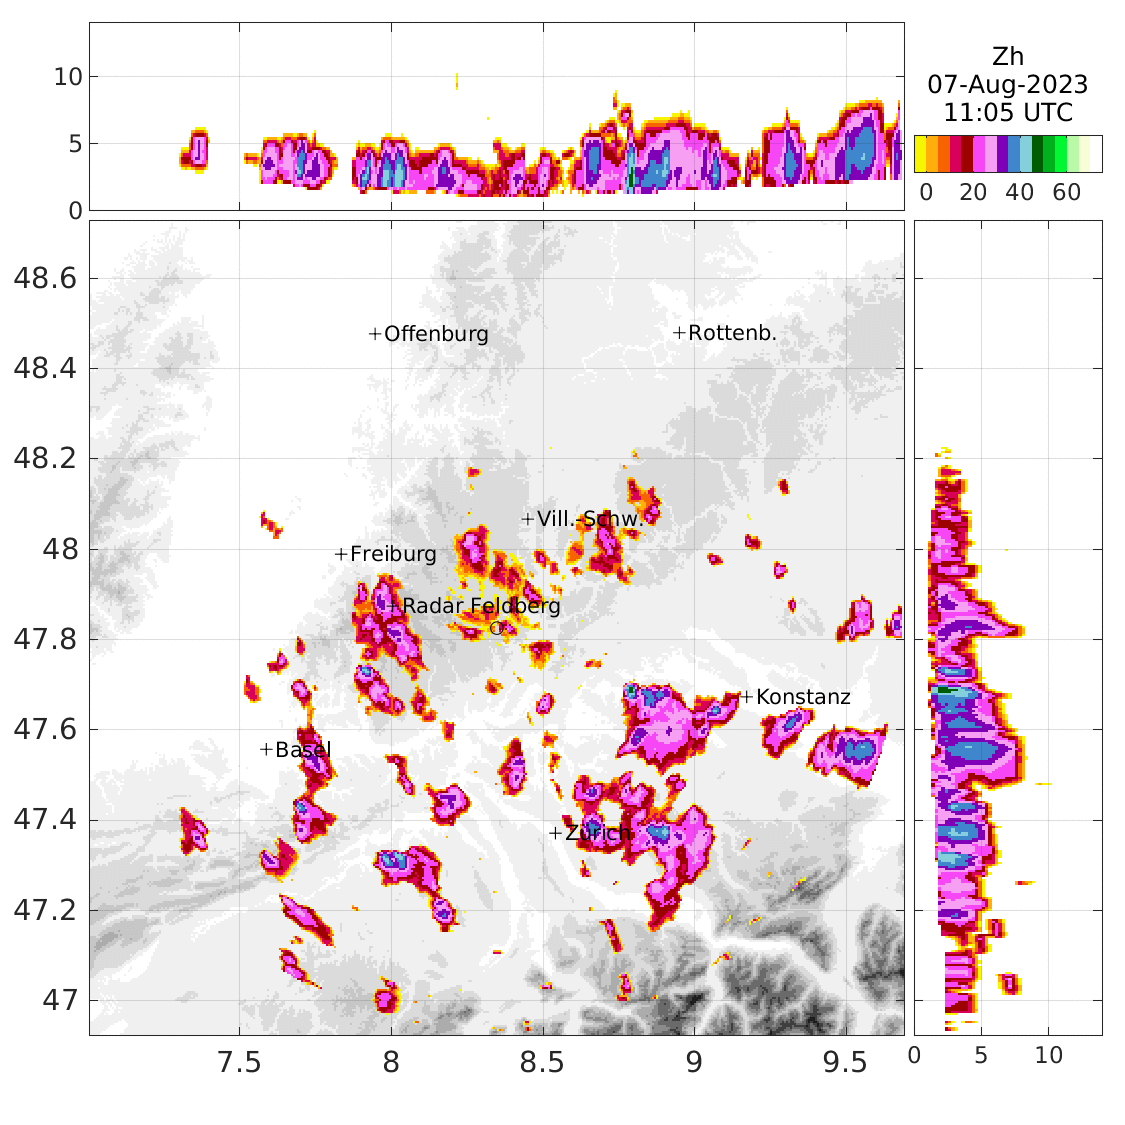 10
5
0
Zh
07-Aug-2023
11:05 UTC
0 20 40 60
48.6
48.4
48.2
48
47.8
47.6
47.4
47.2
47
+Offenburg
+Rottenb.
+Vill.-Schw.
+Freiburg
+Radar Feldberg
+Konstanz
+Basel
+Zürich
7.5 8 8.5 9 9.5
0 5 10